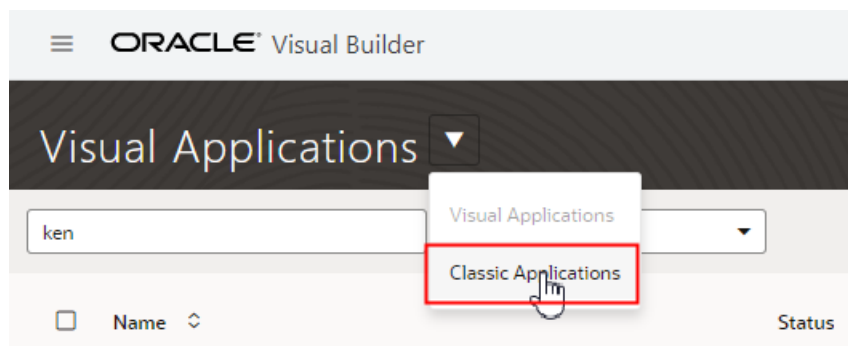 ORACLE® Visual Builder
Visual Applications
Visual Applications
ken
Classic Applications
Name
Status